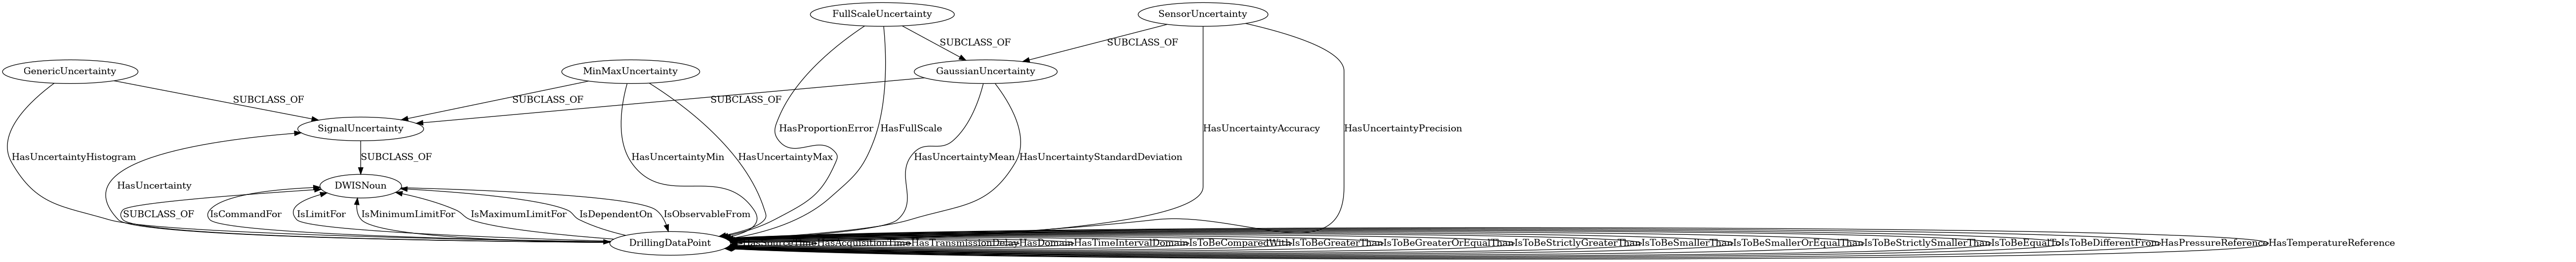 FullScaleUncertainty
SensorUncertainty
SUBCLASS_OF
SUBCLASS_OF
GenericUncertainty
MinMaxUncertainty
GaussianUncertainty
SUBCLASS_OF
SUBCLASS_OF
SUBCLASS_OF
SignalUncertainty
HasProportionError
HasFullScale
HasUncertaintyAccuracy
HasUncertaintyPrecision
HasUncertaintyHistogram
SUBCLASS_OF
HasUncertaintyMin
HasUncertaintyMax
HasUncertaintyMean
HasUncertaintyStandardDeviation
HasUncertainty
DWISNoun
SUBCLASS_OF
IsCommandFor
IsLimitFor
IsMinimumLimitFor
IsMaximumLimitFor
IsDependentOn
IsObservableFrom
DrillingDataPoint
HasSourceTime
HasAcquisitionTime
HasTransmissionDelay
HasDomain
HasTimeIntervalDomain
IsToBeComparedWith
IsToBeGreaterThan
IsToBeGreaterOrEqualThan
IsToBeStrictlyGreaterThan
IsToBeSmallerThan
IsToBeSmallerOrEqualThan
IsToBeStrictlySmallerThan
IsToBeEqualTo
IsToBeDifferentFrom
HasPressureReference
HasTemperatureReference